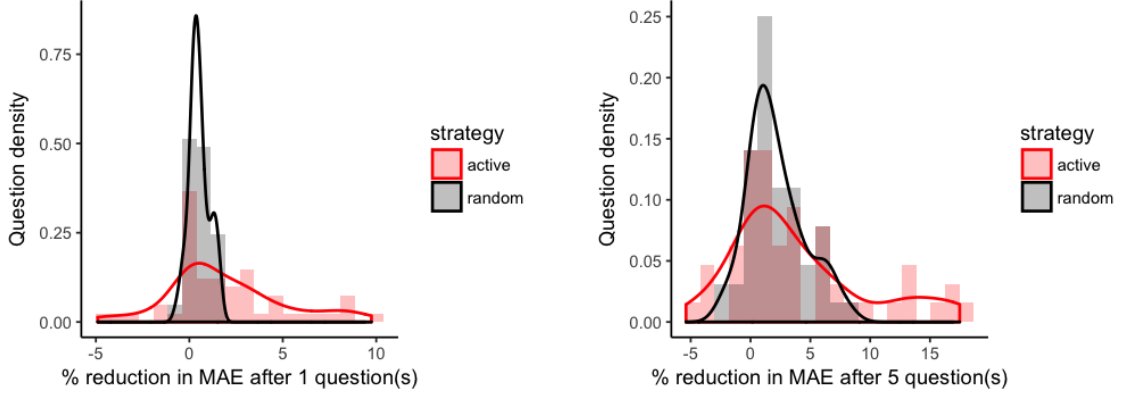 Question density
0.75
0.50
0.25
0.00
-5
0
5
10
% reduction in MAE after 1 question(s)
strategy
active
random
Question density
0.25
0.20
0.15
0.10
0.05
0.00
-5
0
5
10
15
% reduction in MAE after 5 question(s)
strategy
active
random